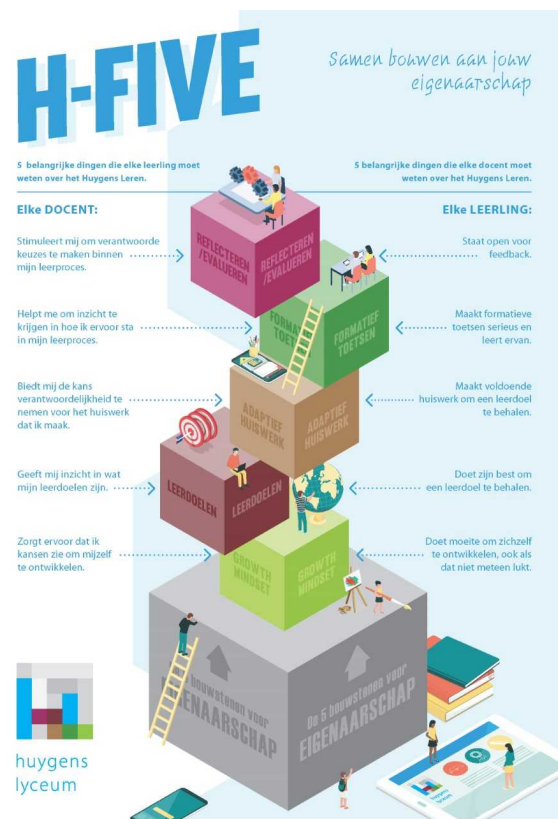 H-FIVE
Samen bouwen aan jouw
eigenaarschap
5 belangrijke dingen die elke leerling moet
weten over het Huygens Leren.
5 belangrijke dingen die elke docent moet
weten over het Huygens Leren.
Elke DOCENT:
Elke LEERLING:
Stimuleert mij om verantwoorde
keuzes te maken binnen
mijn leerproces.
REFLECTEREN
/EVALUEREN
REFLECTEREN
/EVALUEREN
Staat open voor
feedback.
Helpt me om inzicht te
krijgen in hoe ik ervoor sta
in mijn leerproces.
FORMATIEF
TOETSEN
Maakt formatieve
toetsen serieus en
leert ervan.
Biedt mij de kans
verantwoordelijkheid te
nemen voor het huiswerk
dat ik maak.
ADAPTIEF
HUISWERK
ADAPTIEF
HUISWERK
Maakt voldoende
huiswerk om een leerdoel
te behalen.
Geeft mij inzicht in wat
mijn leerdoelen zijn.
LEERDOELEN
LEERDOELEN
Doet zijn best om
een leerdoel te behalen.
Zorgt ervoor dat ik
kansen zie om mijzelf
te ontwikkelen.
GROWTH
MINDSET
GROWTH
MINDSET
Doet moeite om zichzelf
te ontwikkelen, ook als
dat niet meteen lukt.
bouwstenen voor
EIGENAARSCHAP
De 5 bouwstenen voor
EIGENAARSCHAP
huygens
lyceum